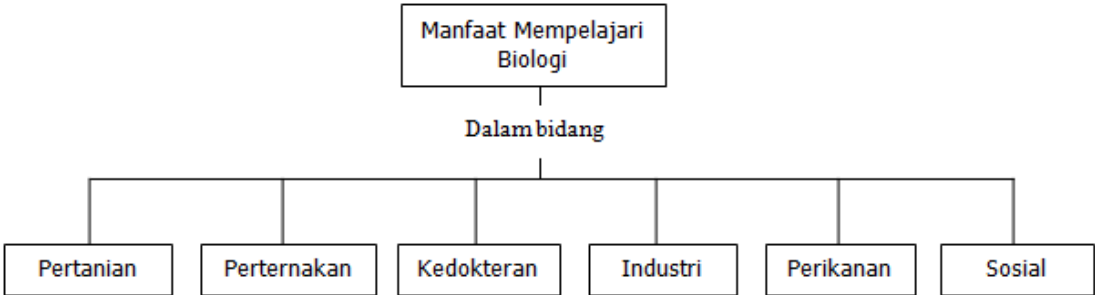 Manfaat Mempelajari
Biologi
Dalam bidang
Pertanian
Perternakan
Kedokteran
Industri
Perikanan
Sosial